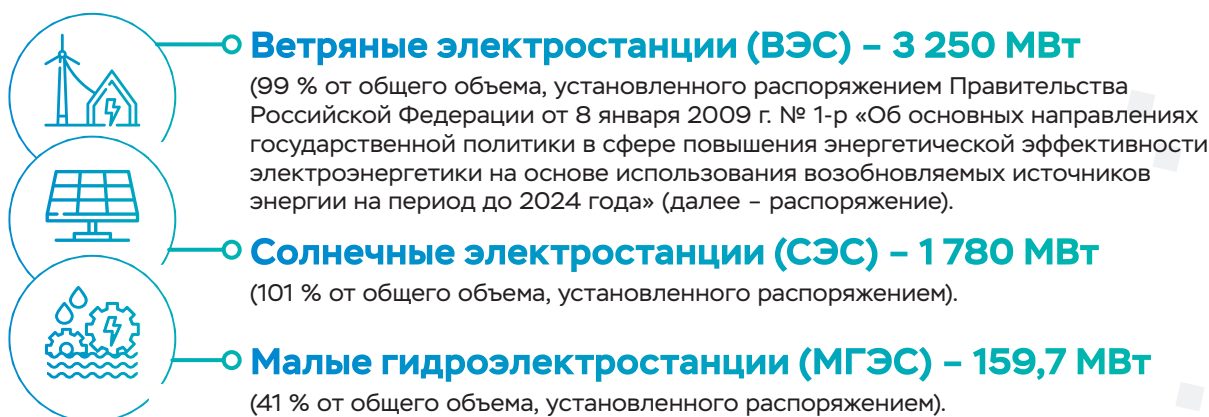 Ветряные электростанции (ВЭС) – 3 250 МВт
(99 % от общего объема, установленного распоряжением Правительства
Российской Федерации от 8 января 2009 г. № 1-р «Об основных направлениях
государственной политики в сфере повышения энергетической эффективности
электроэнергетики на основе использования возобновляемых источников
энергии на период до 2024 года» (далее – распоряжение).
Солнечные электростанции (СЭС) – 1 780 МВт
(101 % от общего объема, установленного распоряжением).
Малые гидроэлектростанции (МГЭС) – 159,7 МВт
(41 % от общего объема, установленного распоряжением).